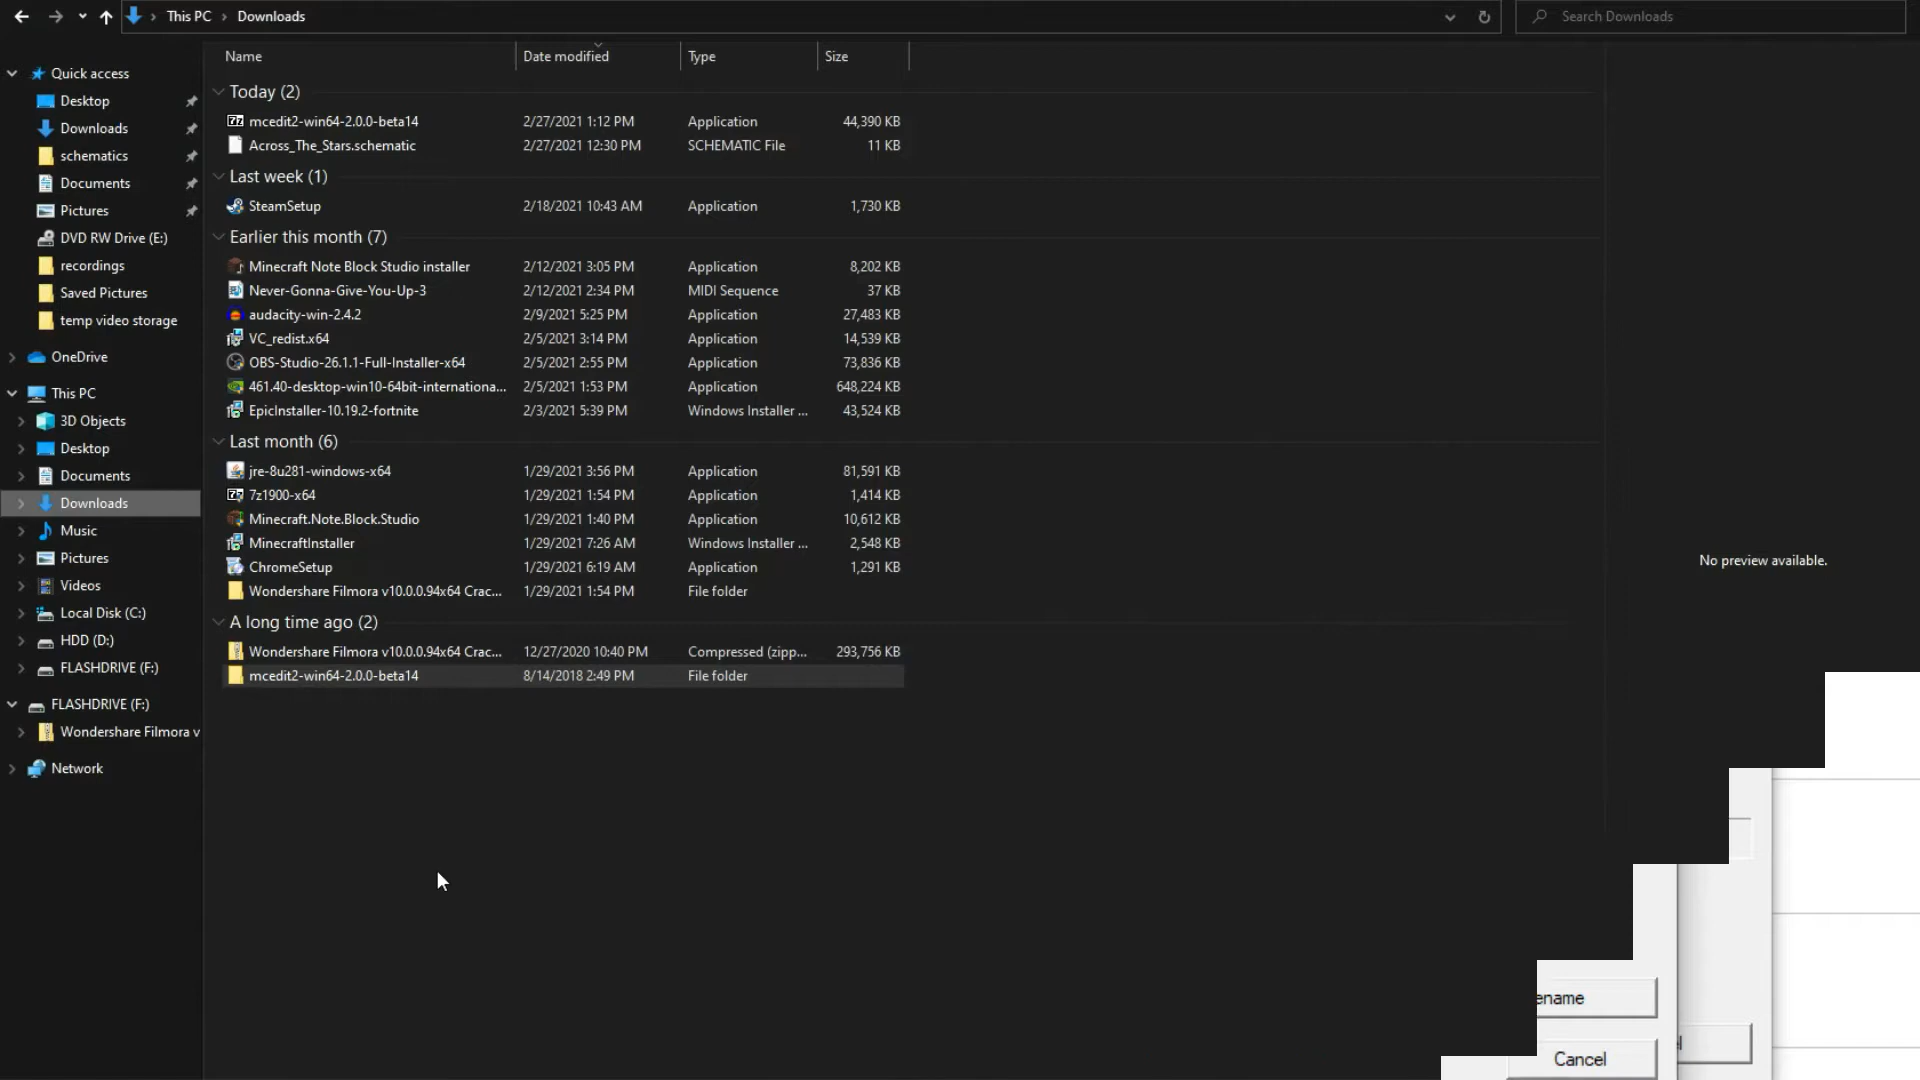 This PC > Downloads
Search Downloads
Name Date modified Type Size
Quick access
Desktop
Downloads
schematics
Documents
Pictures
DVD RW Drive (E:)
recordings
Saved Pictures
temp video storage
OneDrive
This PC
3D Objects
Desktop
Documents
Downloads
Music
Pictures
Videos
Local Disk (C:)
HDD (D:)
FLASHDRIVE (F:)
FLASHDRIVE (F:)
Wondershare Filmora v
Network
Today (2)
mcedit2-win64-2.0.0-beta14 2/27/2021 1:12 PM Application 44,390 KB
Across_The_Stars.schematic 2/27/2021 12:30 PM SCHEMATIC File 11 KB
Last week (1)
SteamSetup 2/18/2021 10:43 AM Application 1,730 KB
Earlier this month (7)
Minecraft Note Block Studio installer 2/12/2021 3:05 PM Application 8,202 KB
Never-Gonna-Give-You-Up-3 2/12/2021 2:34 PM MIDI Sequence 37 KB
audacity-win-2.4.2 2/9/2021 5:25 PM Application 27,483 KB
VC_redist.x64 2/5/2021 3:14 PM Application 14,539 KB
OBS-Studio-26.1.1-Full-Installer-x64 2/5/2021 2:55 PM Application 73,836 KB
461.40-desktop-win10-64bit-internationa... 2/5/2021 1:53 PM Application 648,224 KB
EpicInstaller-10.19.2-fortnite 2/3/2021 5:39 PM Windows Installer ... 43,524 KB
Last month (6)
jre-8u281-windows-x64 1/29/2021 3:56 PM Application 81,591 KB
7z1900-x64 1/29/2021 1:54 PM Application 1,414 KB
Minecraft.Note.Block.Studio 1/29/2021 1:40 PM Application 10,612 KB
MinecraftInstaller 1/29/2021 7:26 AM Windows Installer ... 2,548 KB
ChromeSetup 1/29/2021 6:19 AM Application 1,291 KB
Wondershare Filmora v10.0.0.94x64 Crac... 1/29/2021 1:54 PM File folder
A long time ago (2)
Wondershare Filmora v10.0.0.94x64 Crac... 12/27/2020 10:40 PM Compressed (zipp... 293,756 KB
mcedit2-win64-2.0.0-beta14 8/14/2018 2:49 PM File folder
No preview available.
ename
Cancel